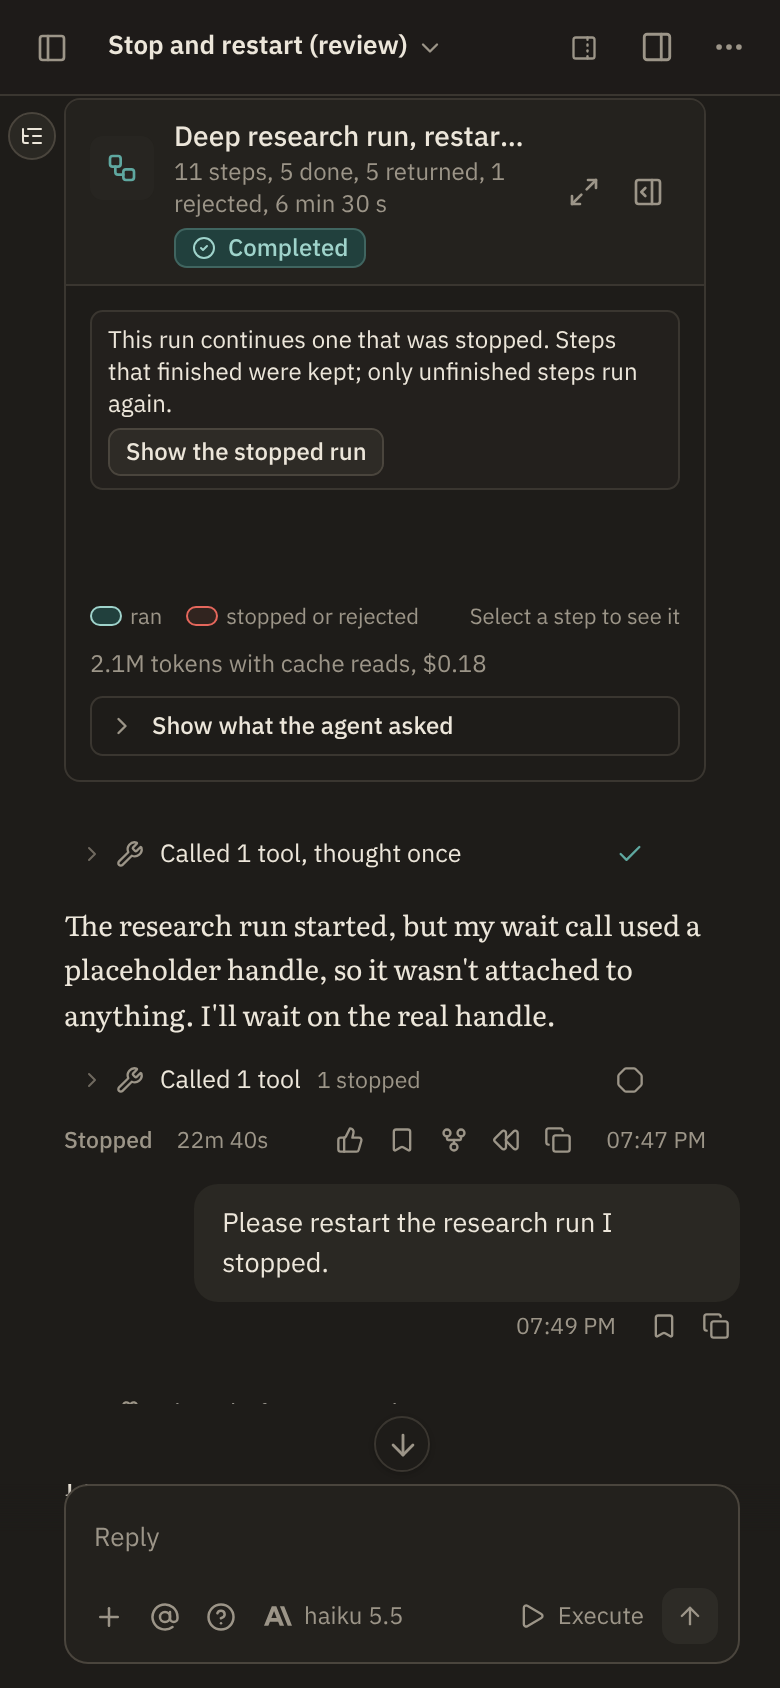 Stop and restart (review)
Deep research run, restar...
11 steps, 5 done, 5 returned, 1
rejected, 6 min 30 s
Completed
This run continues one that was stopped. Steps
that finished were kept; only unfinished steps run
again.
Show the stopped run
ran
stopped or rejected
Select a step to see it
2.1M tokens with cache reads, $0.18
Show what the agent asked
Called 1 tool, thought once
The research run started, but my wait call used a
placeholder handle, so it wasn't attached to
anything. I'll wait on the real handle.
Called 1 tool 1 stopped
Stopped 22m 40s
07:47 PM
Please restart the research run I
stopped.
07:49 PM
Reply
haiku 5.5
Execute